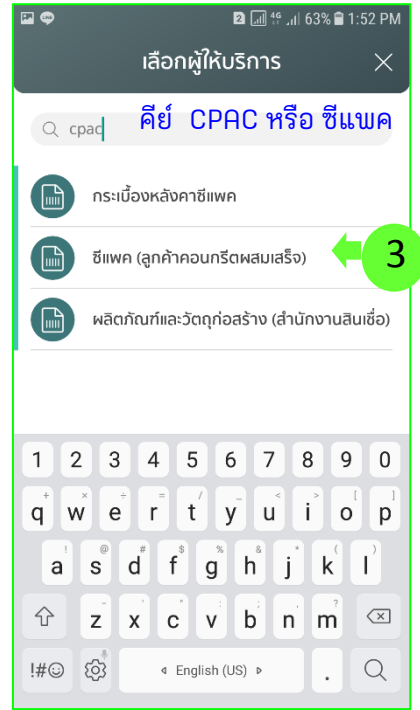 2 4G 63% 1:52 PM
เลือกผู้ให้บริการ
cpac คีย์ CPAC หรือ ซีแพค
กระเบื้องหลังคาซีแพค
ซีแพค (ลูกค้าคอนกรีตผสมเสร็จ) 3
ผลิตภัณฑ์และวัตถุก่อสร้าง (สำนักงานสินเชื่อ)
1 2 3 4 5 6 7 8 9 0
+ × ÷ = / _ < > [ ]
q w e r t y u i o p
! @ # $ % & * ( )
a s d f g h j k l
- ' " : ; , ?
z x c v b n m
!#☺ English (US) .